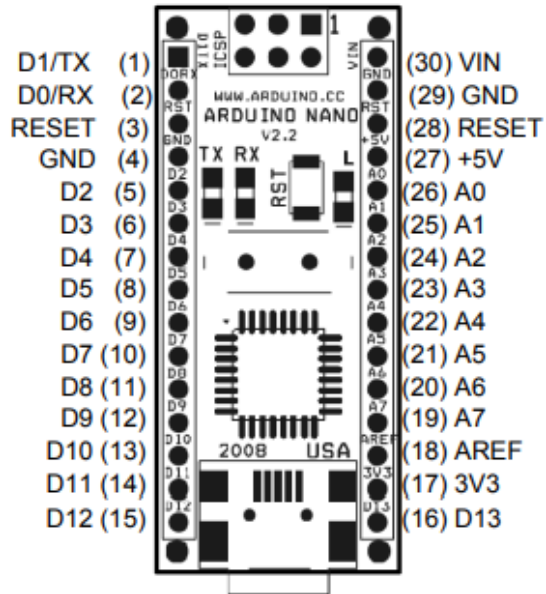 1
ICSP
D1TX
VIN
D1/TX (1)
D0/RX (2)
RESET (3)
GND (4)
D2 (5)
D3 (6)
D4 (7)
D5 (8)
D6 (9)
D7 (10)
D8 (11)
D9 (12)
D10 (13)
D11 (14)
D12 (15)
DORX
RST
GND
D2
D3
D4
D5
D6
D7
D8
D9
D10
D11
D12
WWW.ARDUINO.CC
ARDUINO NANO
V2.2
TX RX
RST
L
2008 USA
GND
RST
+5V
A0
A1
A2
A3
A4
A5
A6
A7
AREF
3V3
D13
(30) VIN
(29) GND
(28) RESET
(27) +5V
(26) A0
(25) A1
(24) A2
(23) A3
(22) A4
(21) A5
(20) A6
(19) A7
(18) AREF
(17) 3V3
(16) D13